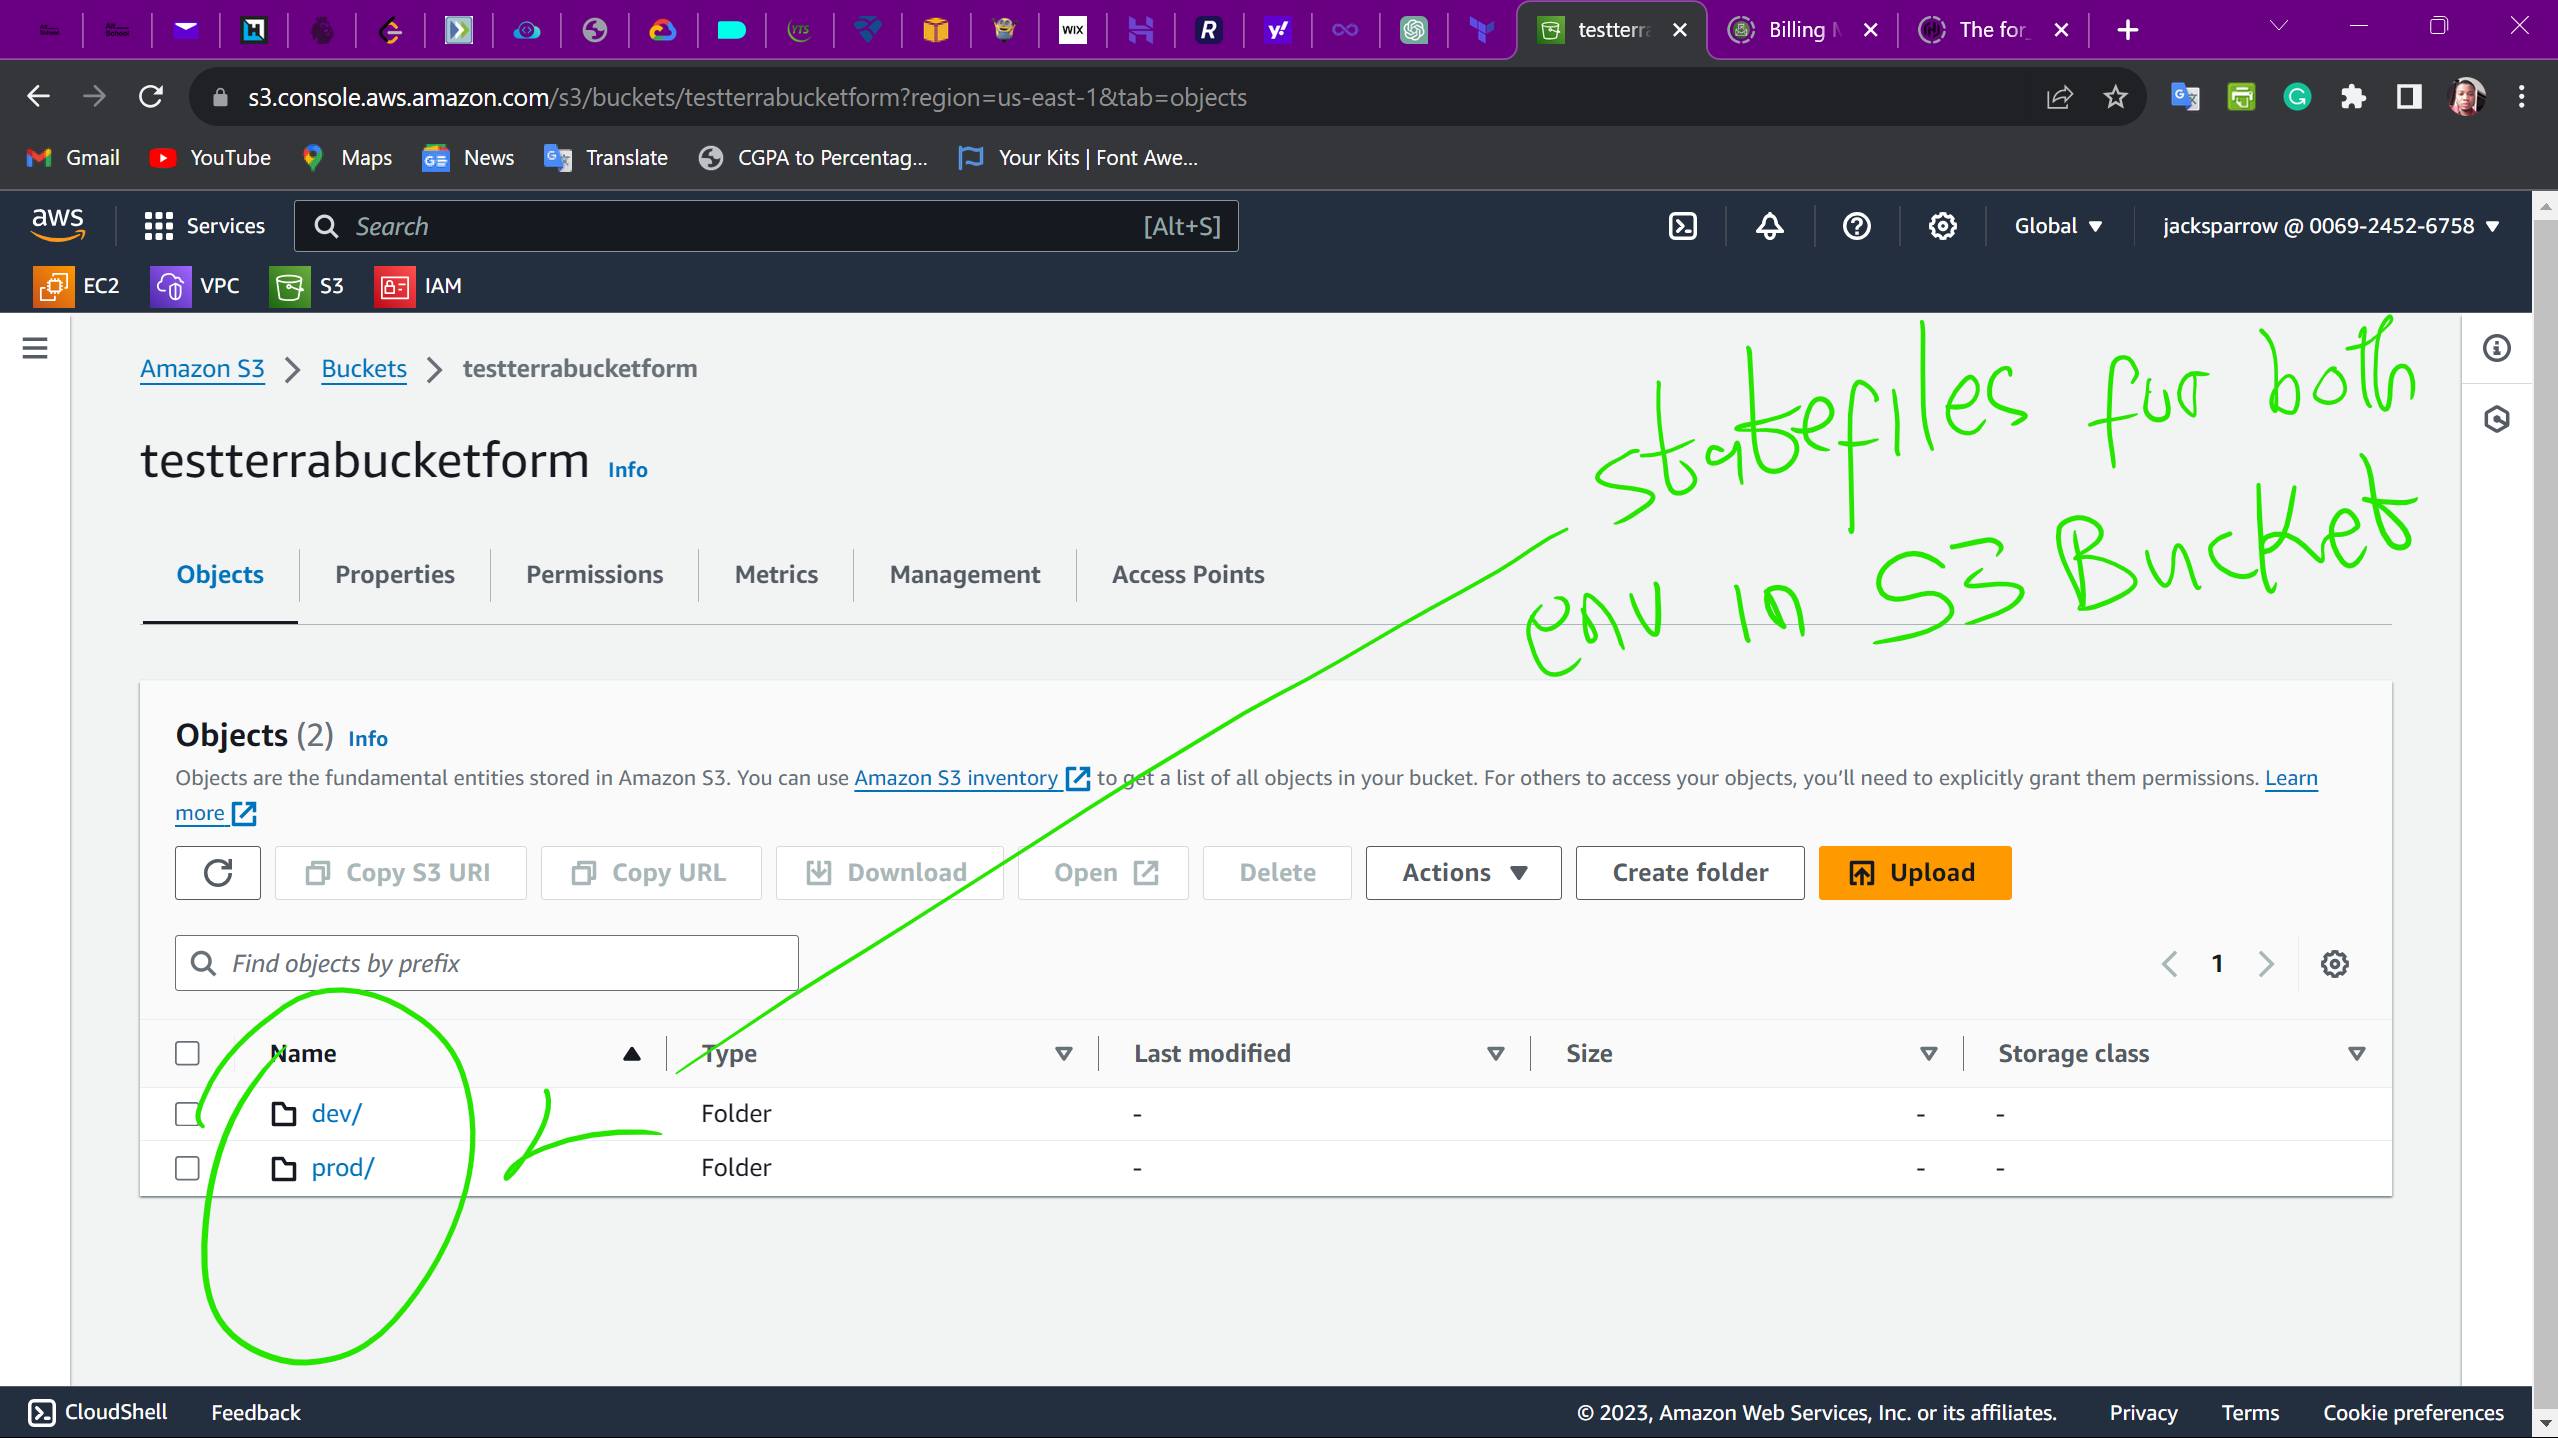 testterra
Billing M
The for_
s3.console.aws.amazon.com/s3/buckets/testterrabucketform?region=us-east-1&tab=objects
Gmail YouTube Maps News Translate CGPA to Percentag... Your Kits | Font Awe...
aws Services Search [Alt+S] Global jacksparrow @ 0069-2452-6758
EC2 VPC S3 IAM
Amazon S3 Buckets testterrabucketform
statefiles for both
env in S3 Bucket
testterrabucketform Info
Objects Properties Permissions Metrics Management Access Points
Objects (2) Info
Objects are the fundamental entities stored in Amazon S3. You can use Amazon S3 inventory to get a list of all objects in your bucket. For others to access your objects, you'll need to explicitly grant them permissions. Learn
more
Copy S3 URI Copy URL Download Open Delete Actions Create folder Upload
Find objects by prefix 1
Name Type Last modified Size Storage class
dev/ Folder - - -
prod/ Folder - - -
CloudShell Feedback © 2023, Amazon Web Services, Inc. or its affiliates. Privacy Terms Cookie preferences